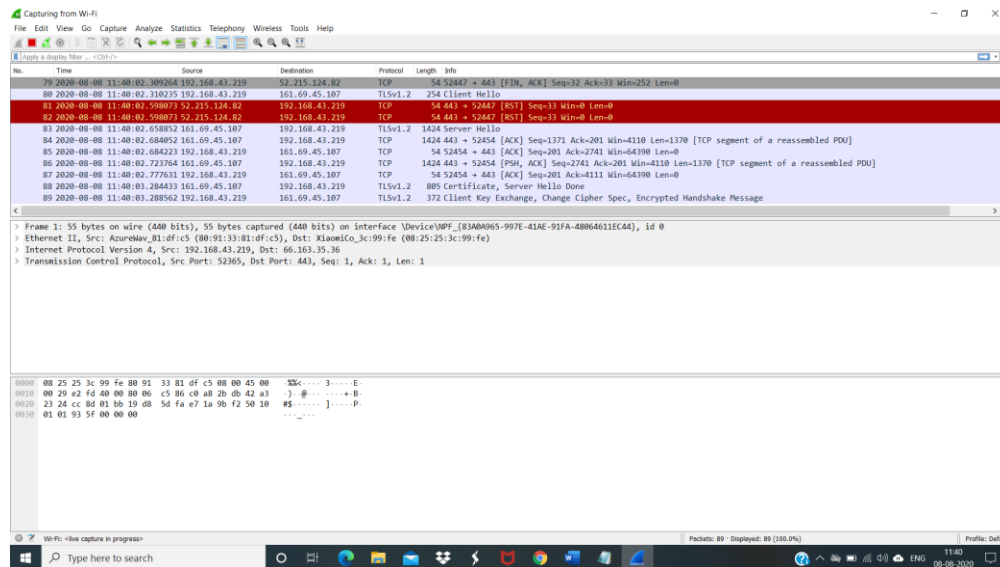 Capturing from Wi-Fi
File Edit View Go Capture Analyze Statistics Telephony Wireless Tools Help
Apply a display filter ... <Ctrl-/>
No. Time Source Destination Protocol Length Info
79 2020-08-08 11:40:02.309264 192.168.43.219 52.215.124.82 TCP 54 52447 → 443 [FIN, ACK] Seq=32 Ack=33 Win=252 Len=0
80 2020-08-08 11:40:02.310235 192.168.43.219 161.69.45.107 TLSv1.2 254 Client Hello
81 2020-08-08 11:40:02.598073 52.215.124.82 192.168.43.219 TCP 54 443 → 52447 [RST] Seq=33 Win=0 Len=0
82 2020-08-08 11:40:02.598073 52.215.124.82 192.168.43.219 TCP 54 443 → 52447 [RST] Seq=33 Win=0 Len=0
83 2020-08-08 11:40:02.658852 161.69.45.107 192.168.43.219 TLSv1.2 1424 Server Hello
84 2020-08-08 11:40:02.684052 161.69.45.107 192.168.43.219 TCP 1424 443 → 52454 [ACK] Seq=1371 Ack=201 Win=4110 Len=1370 [TCP segment of a reassembled PDU]
85 2020-08-08 11:40:02.684223 192.168.43.219 161.69.45.107 TCP 54 52454 → 443 [ACK] Seq=201 Ack=2741 Win=64390 Len=0
86 2020-08-08 11:40:02.723764 161.69.45.107 192.168.43.219 TCP 1424 443 → 52454 [PSH, ACK] Seq=2741 Ack=201 Win=4110 Len=1370 [TCP segment of a reassembled PDU]
87 2020-08-08 11:40:02.777631 192.168.43.219 161.69.45.107 TCP 54 52454 → 443 [ACK] Seq=201 Ack=4111 Win=64390 Len=0
88 2020-08-08 11:40:03.284433 161.69.45.107 192.168.43.219 TLSv1.2 805 Certificate, Server Hello Done
89 2020-08-08 11:40:03.288562 192.168.43.219 161.69.45.107 TLSv1.2 372 Client Key Exchange, Change Cipher Spec, Encrypted Handshake Message
> Frame 1: 55 bytes on wire (440 bits), 55 bytes captured (440 bits) on interface \Device\NPF_{83A0A965-997E-41AE-91FA-48064611EC44}, id 0
> Ethernet II, Src: AzureWav_81:df:c5 (80:91:33:81:df:c5), Dst: XiaomiCo_3c:99:fe (08:25:25:3c:99:fe)
> Internet Protocol Version 4, Src: 192.168.43.219, Dst: 66.163.35.36
> Transmission Control Protocol, Src Port: 52365, Dst Port: 443, Seq: 1, Ack: 1, Len: 1
0000 08 25 25 3c 99 fe 80 91 33 81 df c5 08 00 45 00 ·%%<···· 3·····E·
0010 00 29 e2 fd 40 00 80 06 c5 86 c0 a8 2b db 42 a3 ·)··@··· ····+·B·
0020 23 24 cc 8d 01 bb 19 d8 5d fa e7 1a 9b f2 50 10 #$······ ]·····P·
0030 01 01 93 5f 00 00 00 ···_···
Wi-Fi: <live capture in progress> Packets: 89 · Displayed: 89 (100.0%) Profile: Def
Type here to search ENG 11:40
08-08-2020